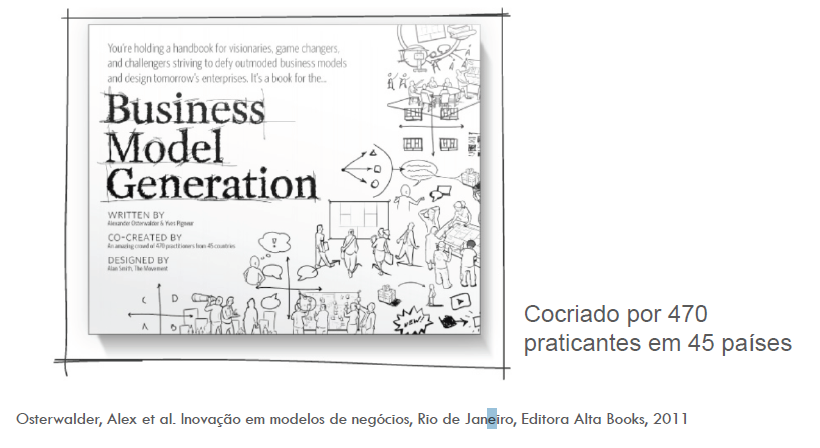 You're holding a handbook for visionaries, game changers,
and challengers striving to defy outmoded business models
and design tomorrow's enterprises. It's a book for the...
Business
Model
Generation
WRITTEN BY
Alexander Osterwalder & Yves Pigneur
CO-CREATED BY
An amazing crowd of 470 practitioners from 45 countries
DESIGNED BY
Alan Smith, The Movement
C D
A B
NEW!
Cocriado por 470
praticantes em 45 países
Osterwalder, Alex et al. Inovação em modelos de negócios, Rio de Janeiro, Editora Alta Books, 2011